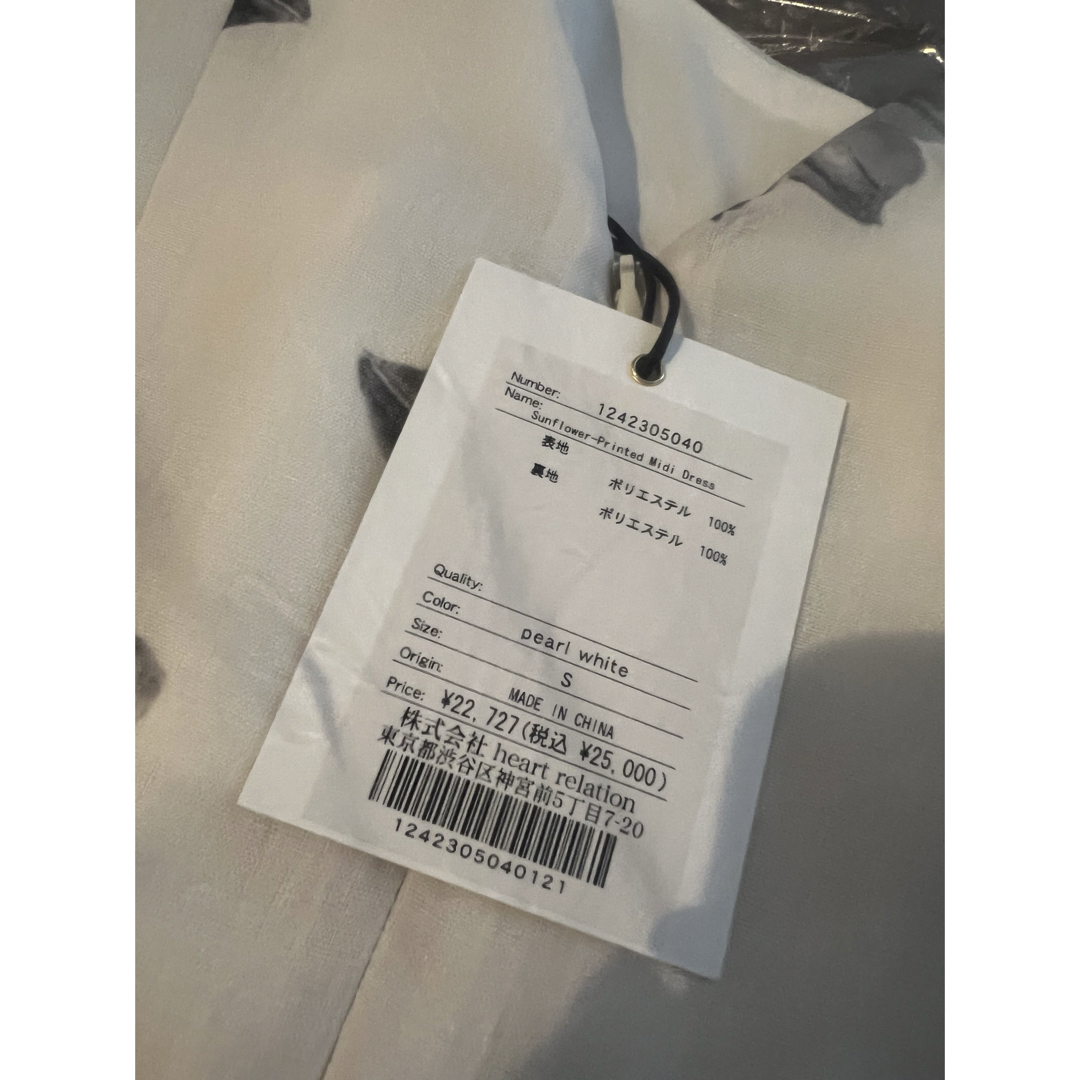 Number: 1242305040
Name: Sunflower-Printed Midi Dress
表地 ポリエステル 100%
裏地 ポリエステル 100%
Quality:
Color: pearl white
Size: S
Origin: MADE IN CHINA
Price: ¥22,727(税込 ¥25,000)
株式会社 heart relation
東京都渋谷区神宮前5丁目7-20
1242305040121